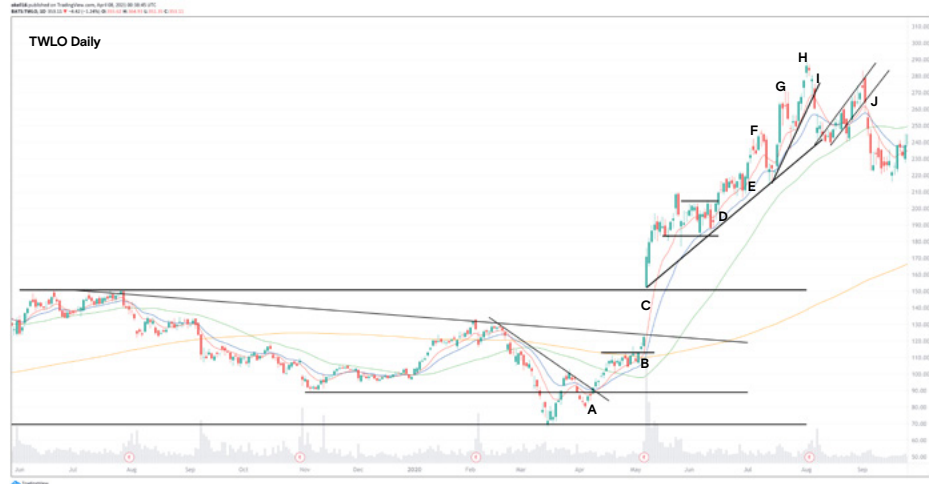 TWLO Daily
310.00
300.00
290.00
H
280.00
I
G
270.00
J
260.00
250.00
F
240.00
230.00
220.00
E
210.00
200.00
D
190.00
180.00
170.00
160.00
150.00
C
140.00
130.00
120.00
110.00
B
100.00
90.00
A
80.00
70.00
60.00
50.00
Jun Jul Aug Sep Oct Nov Dec 2020 Feb Mar Apr May Jun Jul Aug Sep
TradingView